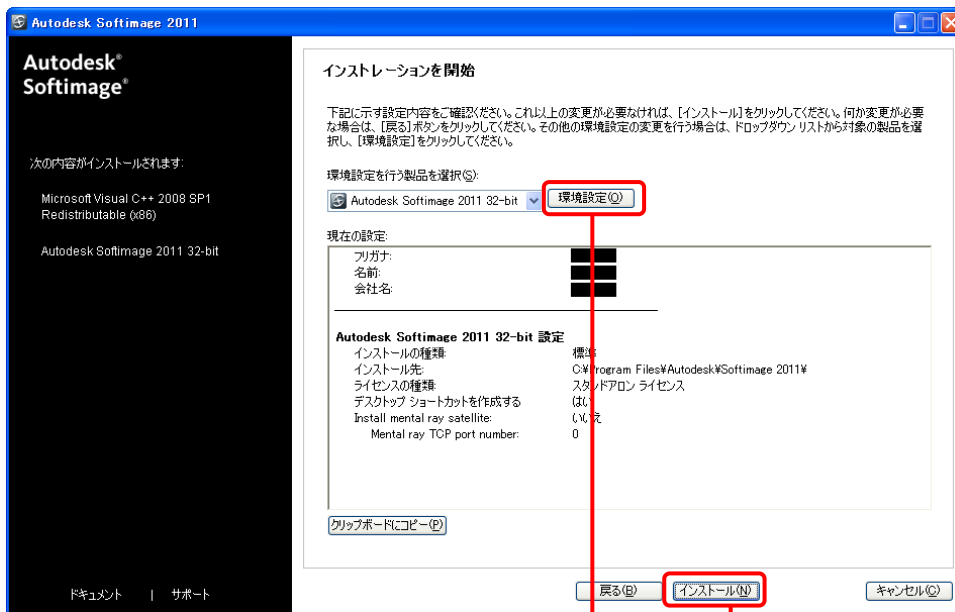 Autodesk Softimage 2011
Autodesk®
Softimage®
次の内容がインストールされます:
Microsoft Visual C++ 2008 SP1
Redistributable (x86)
Autodesk Softimage 2011 32-bit
ドキュメント | サポート
インストレーションを開始
下記に示す設定内容をご確認ください。これ以上の変更が必要なければ、[インストール]をクリックしてください。何か変更が必要
な場合は、[戻る]ボタンをクリックしてください。その他の環境設定の変更を行う場合は、ドロップダウン リストから対象の製品を選
択し、[環境設定]をクリックしてください。
環境設定を行う製品を選択(S):
Autodesk Softimage 2011 32-bit 環境設定(O)
現在の設定:
フリガナ:
名前:
会社名:
Autodesk Softimage 2011 32-bit 設定
インストールの種類: 標準
インストール先: C:¥Program Files¥Autodesk¥Softimage 2011¥
ライセンスの種類: スタンドアロン ライセンス
デスクトップ ショートカットを作成する はい
Install mental ray satellite: いいえ
Mental ray TCP port number: 0
クリップボードにコピー(P)
戻る(B) インストール(N) キャンセル(C)